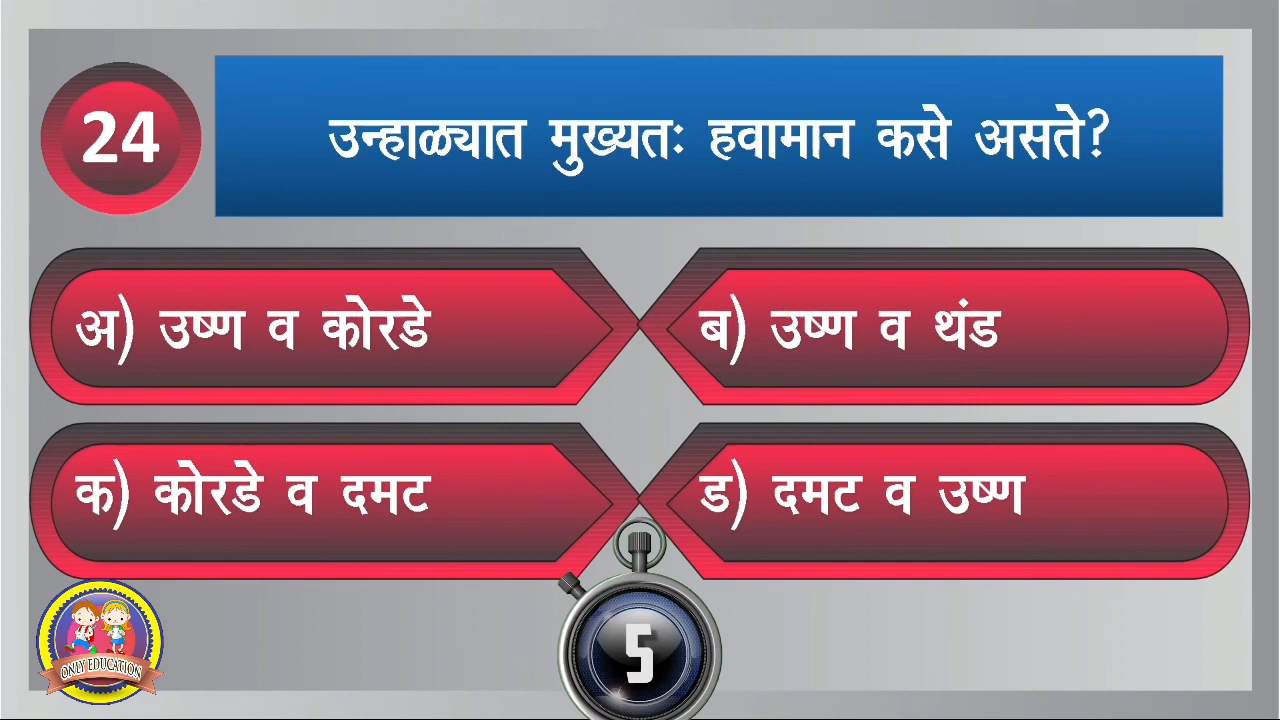 24
उन्हाळ्यात मुख्यतः हवामान कसे असते?
अ) उष्ण व कोरडे
ब) उष्ण व थंड
क) कोरडे व दमट
ड) दमट व उष्ण
5
ONLY EDUCATION